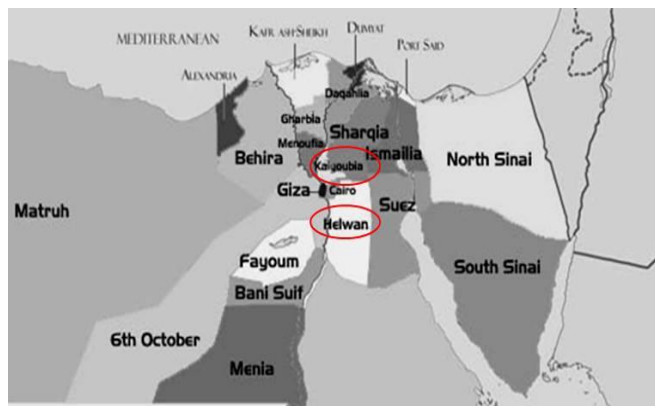 MEDITERRANEAN
KAFR ASH-SHEIKH
DUMYAT
PORT SAID
ALEXANDRIA
Daqahlia
Gharbia
Sharqia
Menoufia
Behira
Kalyoubia
Ismailia
North Sinai
Giza
Cairo
Suez
Matruh
Helwan
Fayoum
South Sinai
Bani Suif
6th October
Menia